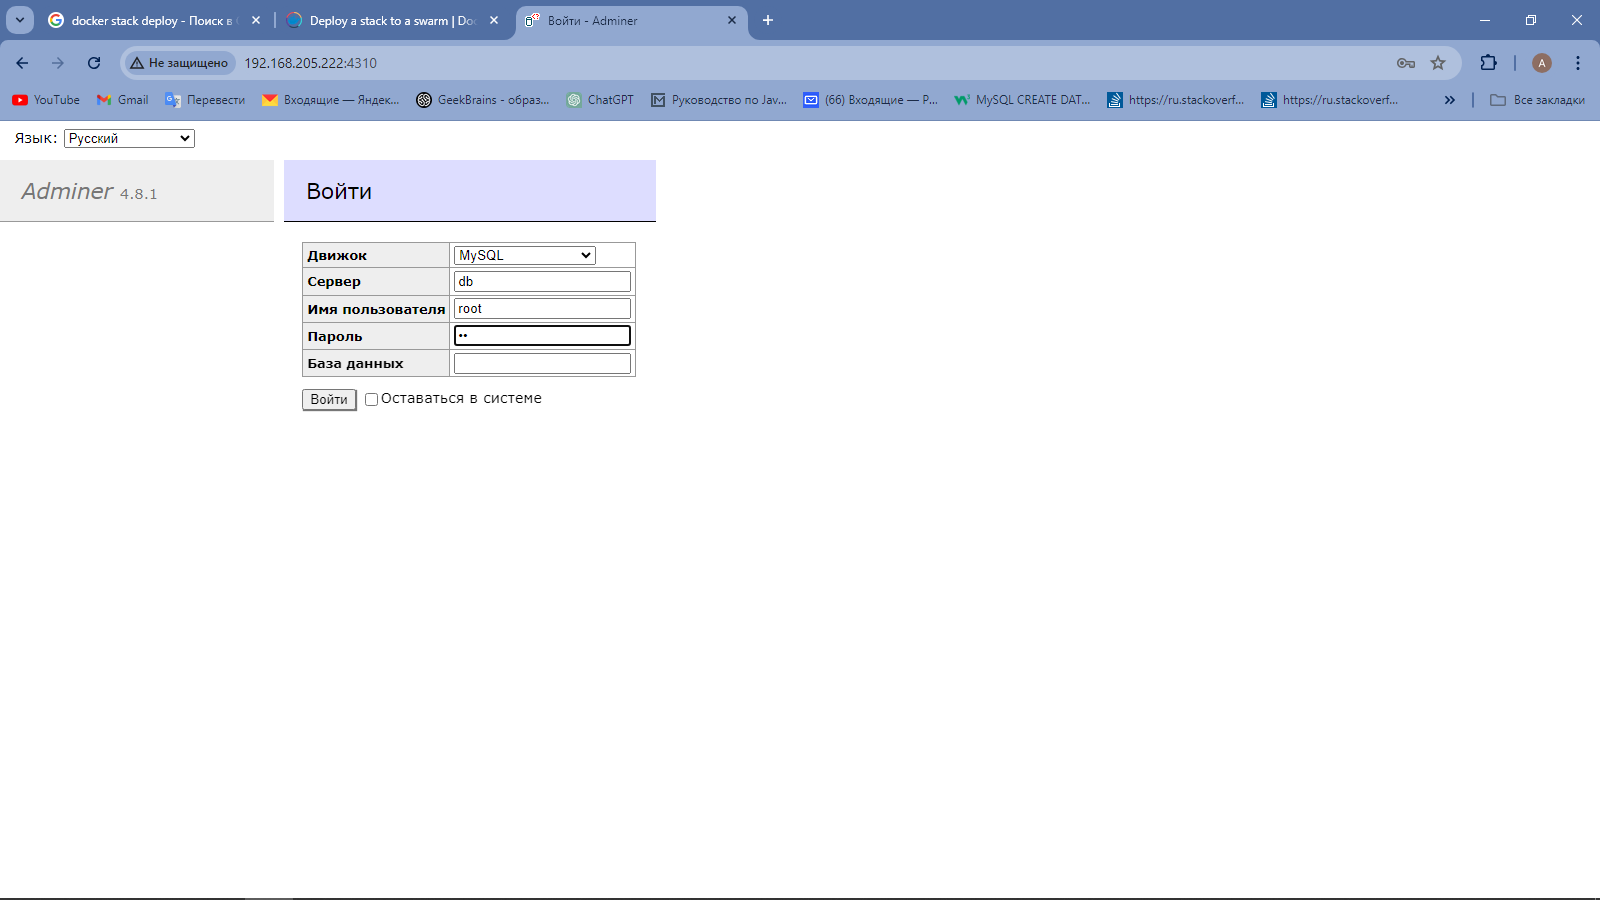 docker stack deploy - Поиск в
Deploy a stack to a swarm | Doc
Войти - Adminer
Не защищено
192.168.205.222:4310
A
YouTube
Gmail
Перевести
Входящие — Яндек...
GeekBrains - образ...
ChatGPT
Руководство по Jav...
(66) Входящие — Р...
MySQL CREATE DAT...
https://ru.stackoverf...
https://ru.stackoverf...
Все закладки
Язык: Русский
Adminer 4.8.1
Войти
Движок MySQL
Сервер db
Имя пользователя root
Пароль ••
База данных
Войти Оставаться в системе